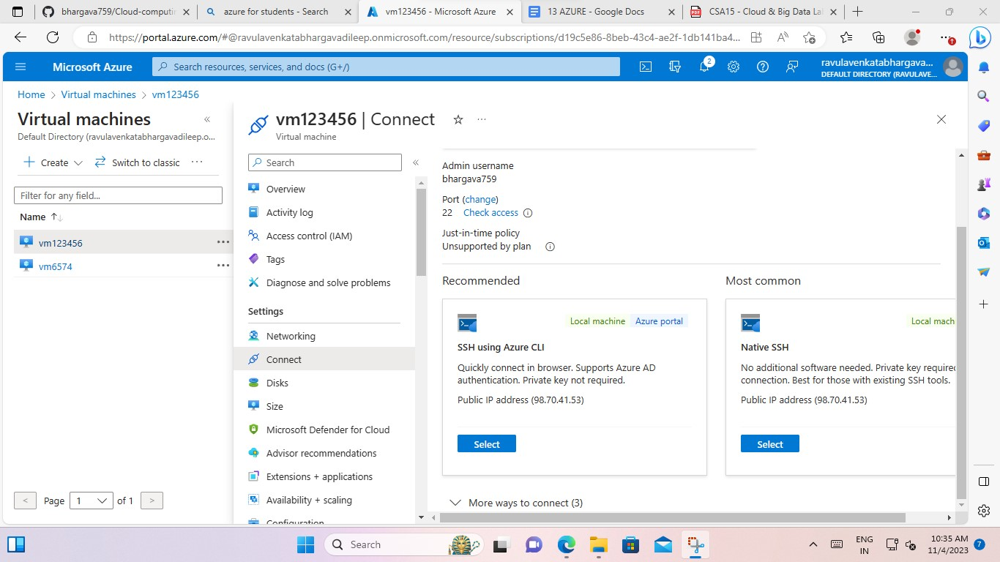 bhargava759/Cloud-computin
azure for students - Search
vm123456 - Microsoft Azure
13 AZURE - Google Docs
CSA15 - Cloud & Big Data Lab
https://portal.azure.com/#@ravulavenkatabhargavadileep.onmicrosoft.com/resource/subscriptions/d19c5e86-8beb-43c4-ae2f-1db141ba4...
Microsoft Azure
Search resources, services, and docs (G+/)
2
ravulavenkatabhargava...
DEFAULT DIRECTORY (RAVULAVE...
Home > Virtual machines > vm123456
Virtual machines
Default Directory (ravulavenkatabhargavadileep.o...
Create
Switch to classic
Filter for any field...
Name
vm123456
vm6574
< Page 1 of 1 >
vm123456 | Connect
Virtual machine
Search
Overview
Activity log
Access control (IAM)
Tags
Diagnose and solve problems
Settings
Networking
Connect
Disks
Size
Microsoft Defender for Cloud
Advisor recommendations
Extensions + applications
Availability + scaling
Configuration
Admin username
bhargava759
Port (change)
22 Check access
Just-in-time policy
Unsupported by plan
Recommended
Local machine Azure portal
SSH using Azure CLI
Quickly connect in browser. Supports Azure AD
authentication. Private key not required.
Public IP address (98.70.41.53)
Select
Most common
Local mach
Native SSH
No additional software needed. Private key required
connection. Best for those with existing SSH tools.
Public IP address (98.70.41.53)
Select
More ways to connect (3)
Search
ENG
IN
10:35 AM
11/4/2023
7